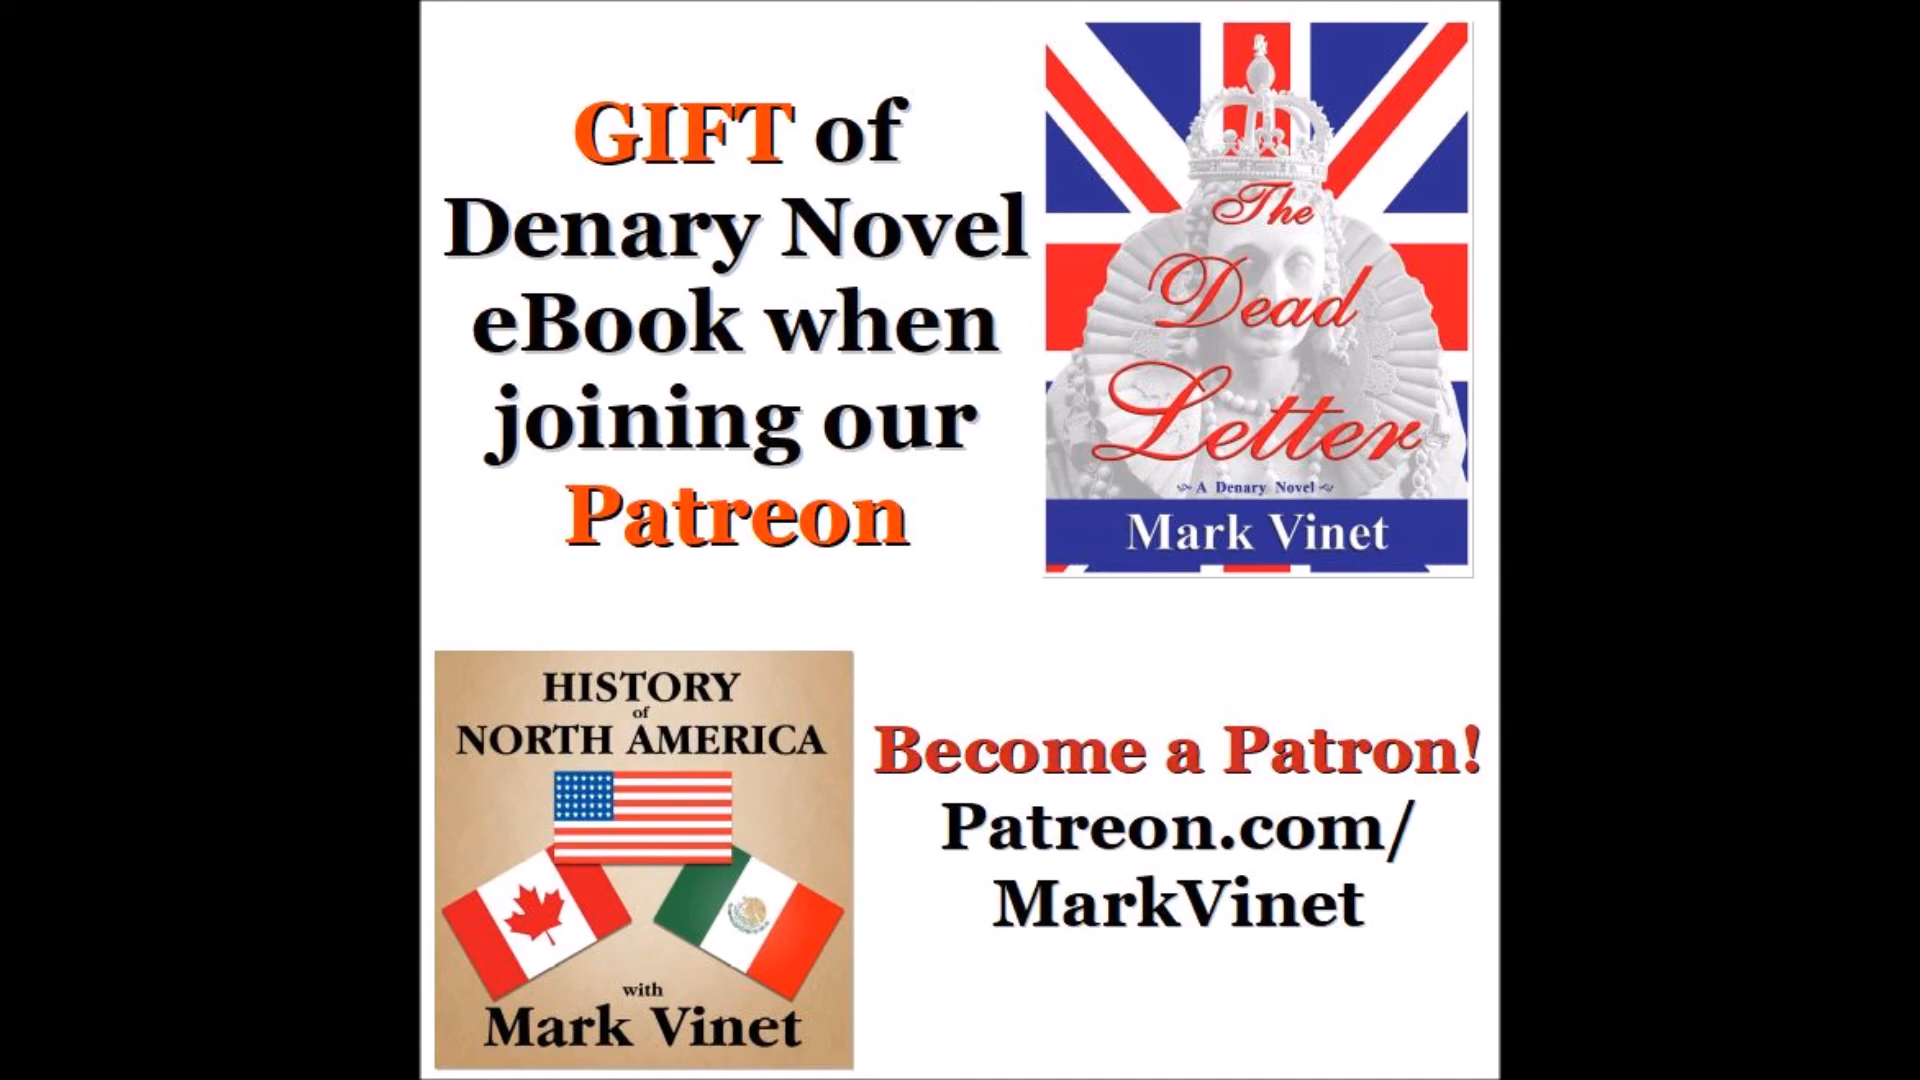 GIFT of
Denary Novel
eBook when
joining our
Patreon
The
Dead
Letter
A Denary Novel
Mark Vinet
HISTORY
of
NORTH AMERICA
with
Mark Vinet
Become a Patron!
Patreon.com/
MarkVinet